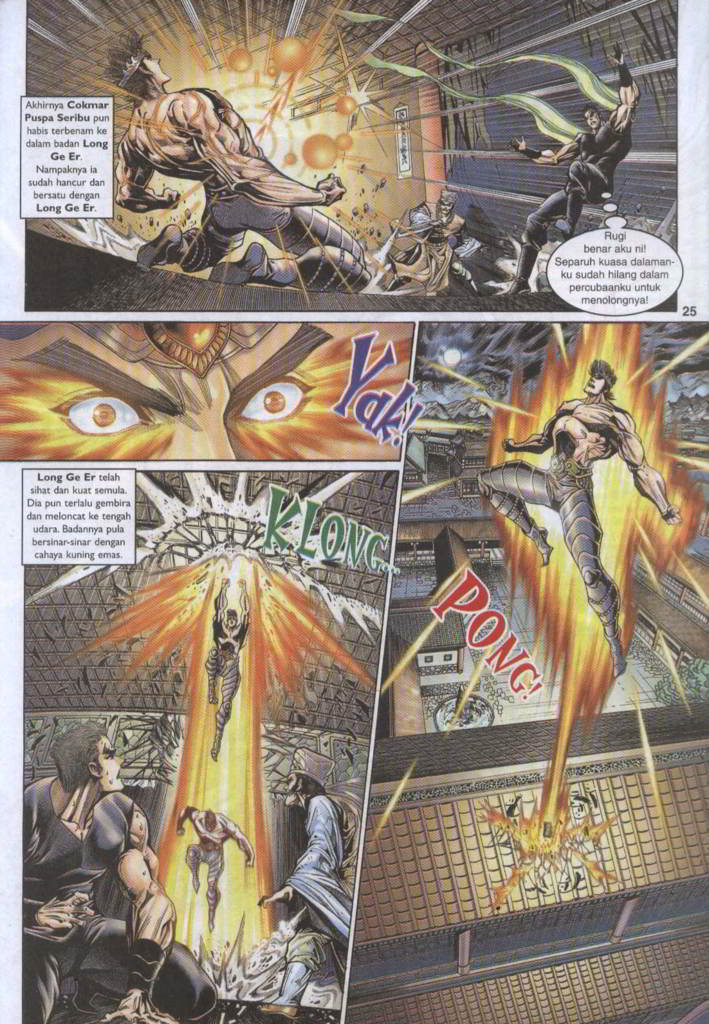 Akhirnya Cokmar
Puspa Seribu pun
habis terbenam ke
dalam badan Long
Ge Er.
Nampaknya ia
sudah hancur dan
bersatu dengan
Long Ge Er.
Rugi
benar aku ni!
Separuh kuasa dalaman-
ku sudah hilang dalam
percubaanku untuk
menolongnya!
25
Yak!
Long Ge Er telah
sihat dan kuat semula.
Dia pun terlalu gembira
dan meloncat ke tengah
udara. Badannya pula
bersinar-sinar dengan
cahaya kuning emas.
KLONG...
PONG!